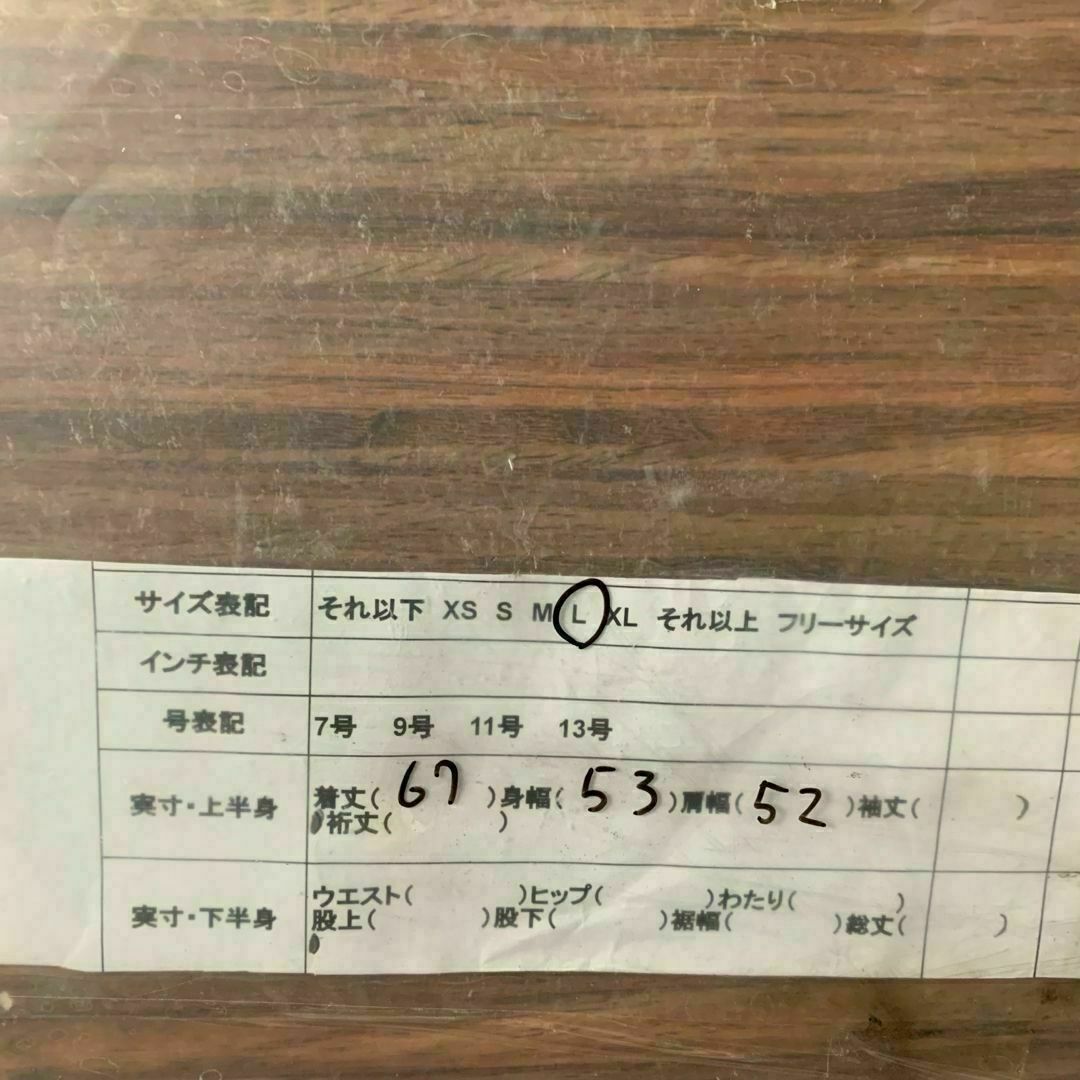 サイズ表記 それ以下 XS S M L XL それ以上 フリーサイズ
インチ表記
号表記 7号 9号 11号 13号
実寸・上半身 着丈( 67 )身幅( 53 )肩幅( 52 )袖丈( )
裄丈( )
実寸・下半身 ウエスト( )ヒップ( )わたり( )
股上( )股下( )裾幅( )総丈( )